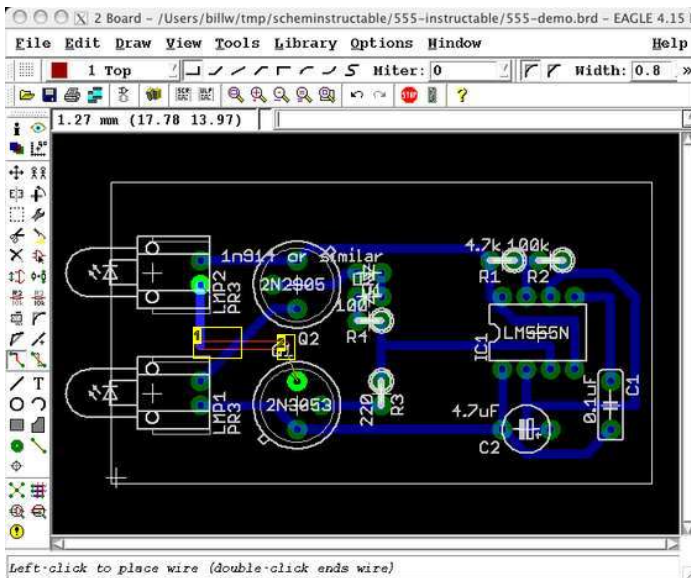 2 Board - /Users/billw/tmp/scheminstructable/555-instructable/555-demo.brd - EAGLE 4.15
File Edit Draw View Tools Library Options Window Help
1 Top Miter: 0 Width: 0.8 »
STOP ?
1.27 mm (17.78 13.97)
1n914 or similar
4.7k 100k
R1 R2
LMP2
PR3
2N2905
100
R4
Q2
LM555N
IC1
1
2
LMP1
PR3
2N3053
220
R3
4.7uF
C2
0.1uF
C1
Left-click to place wire (double-click ends wire)